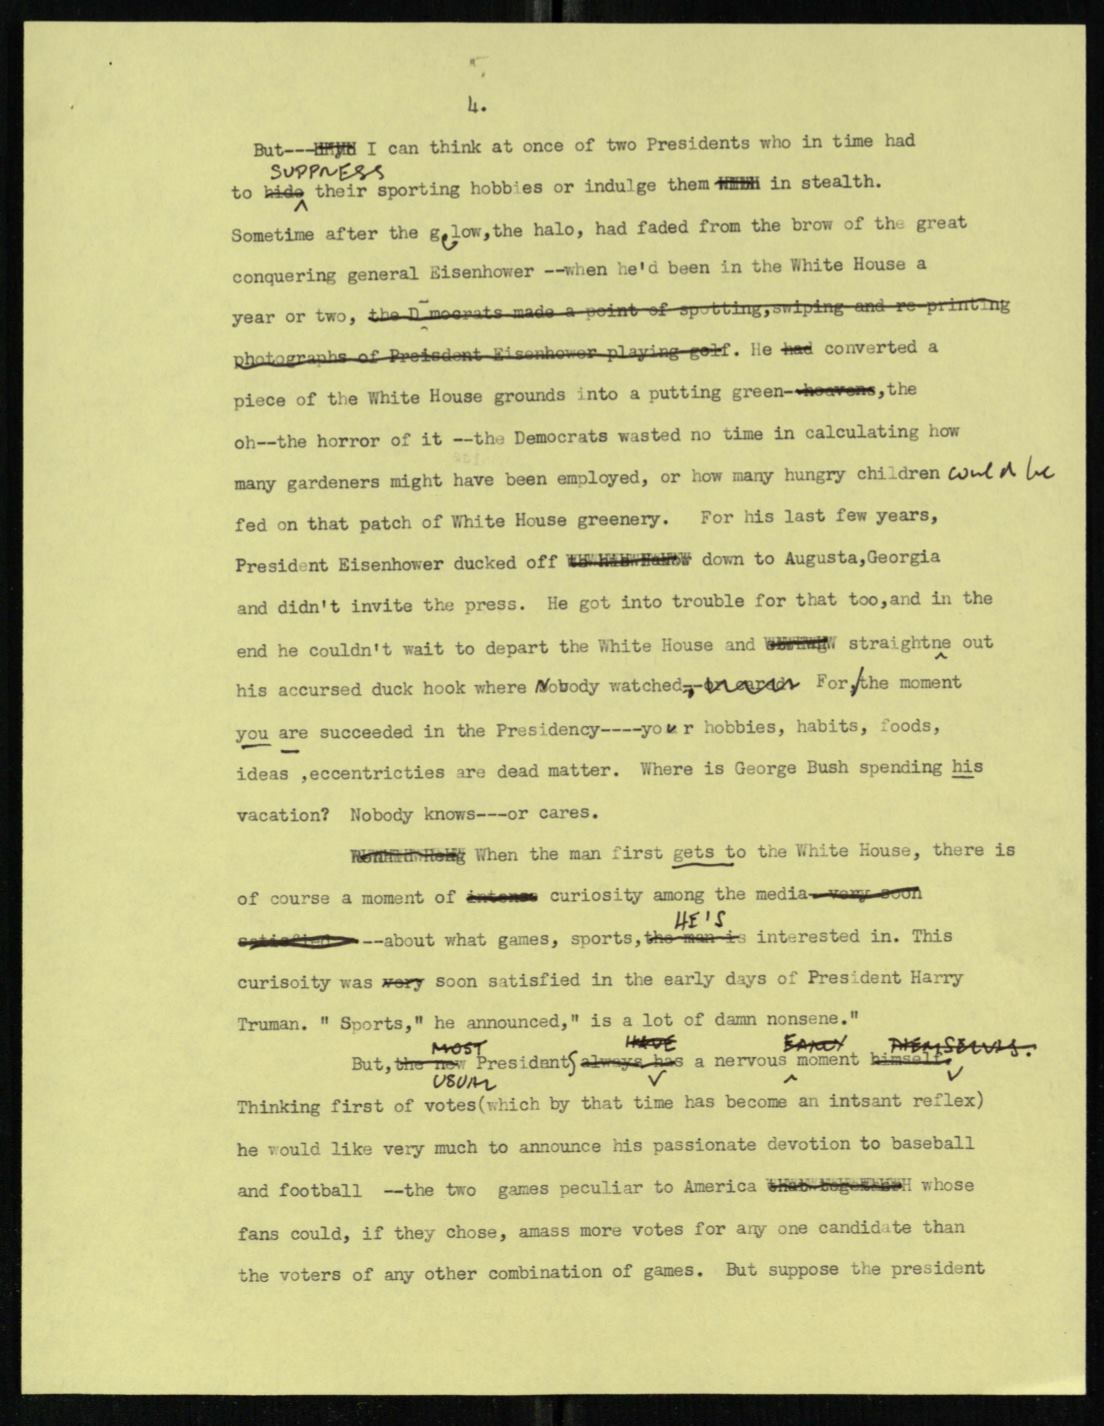 4.
But--- I can think at once of two Presidents who in time had
SUPPRESS
to hide their sporting hobbies or indulge them in stealth.
Sometime after the glow,the halo, had faded from the brow of the great
conquering general Eisenhower --when he'd been in the White House a
year or two, the D mocrats made a point of spotting,swiping and re-printing
photographs of Preisdent Eisenhower playing golf. He had converted a
piece of the White House grounds into a putting green--heavens,the
oh--the horror of it --the Democrats wasted no time in calculating how
many gardeners might have been employed, or how many hungry children could be
fed on that patch of White House greenery. For his last few years,
President Eisenhower ducked off down to Augusta,Georgia
and didn't invite the press. He got into trouble for that too,and in the
end he couldn't wait to depart the White House and straightne out
his accursed duck hook where Nobody watched, For,/the moment
you are succeeded in the Presidency----your hobbies, habits, foods,
ideas ,eccentricties are dead matter. Where is George Bush spending his
vacation? Nobody knows---or cares.
When the man first gets to the White House, there is
of course a moment of intense curiosity among the media- very soon
HE'S
satisfied --about what games, sports,the man is interested in. This
curisoity was very soon satisfied in the early days of President Harry
Truman. " Sports," he announced," is a lot of damn nonsene."
MOST HAVE EARLY THEMSELVES.
But,the new President always has a nervous moment himself.
USUAL
Thinking first of votes(which by that time has become an intsant reflex)
he would like very much to announce his passionate devotion to baseball
and football --the two games peculiar to America whose
fans could, if they chose, amass more votes for any one candidate than
the voters of any other combination of games. But suppose the president